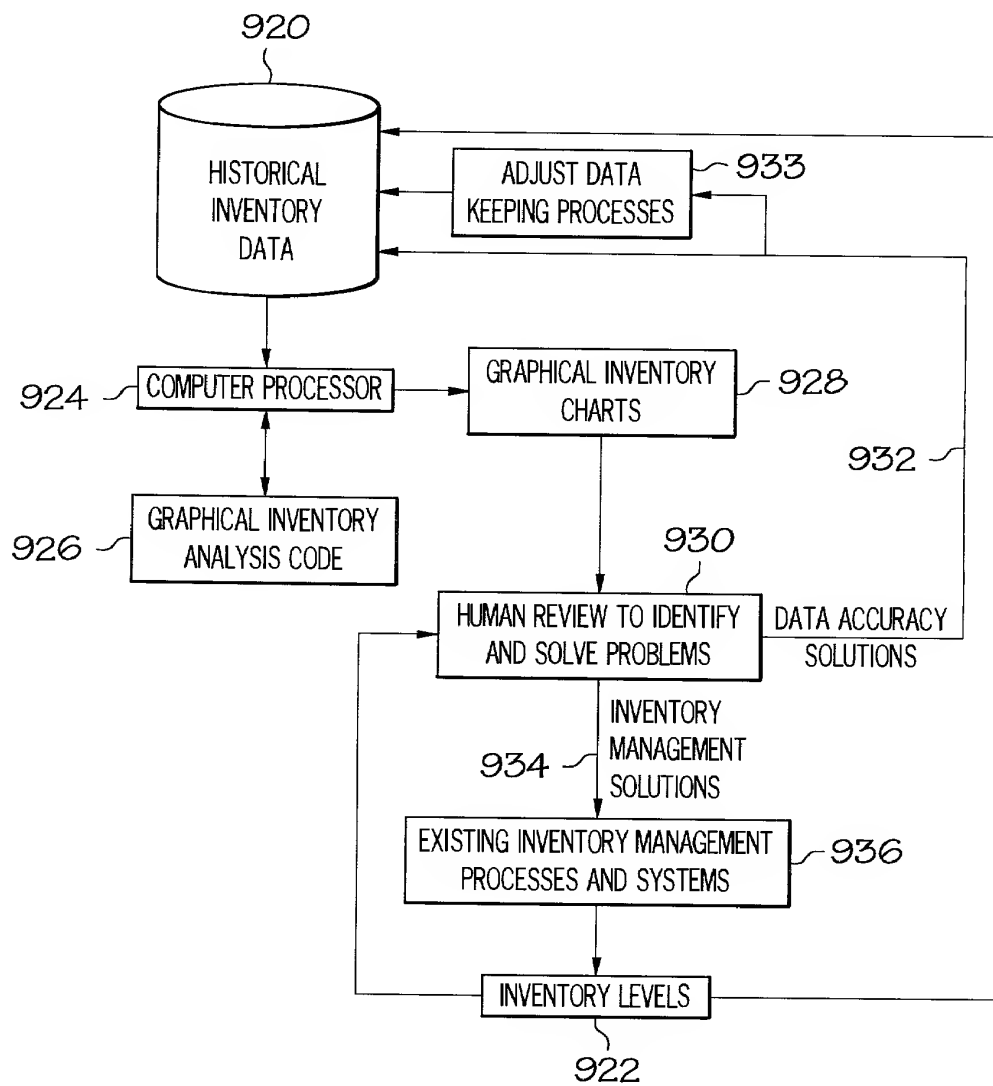 920
HISTORICAL
INVENTORY
DATA
ADJUST DATA
KEEPING PROCESSES
933
924
COMPUTER PROCESSOR
GRAPHICAL INVENTORY
CHARTS
928
932
926
GRAPHICAL INVENTORY
ANALYSIS CODE
930
HUMAN REVIEW TO IDENTIFY
AND SOLVE PROBLEMS
DATA ACCURACY
SOLUTIONS
934
INVENTORY
MANAGEMENT
SOLUTIONS
EXISTING INVENTORY MANAGEMENT
PROCESSES AND SYSTEMS
936
INVENTORY LEVELS
922